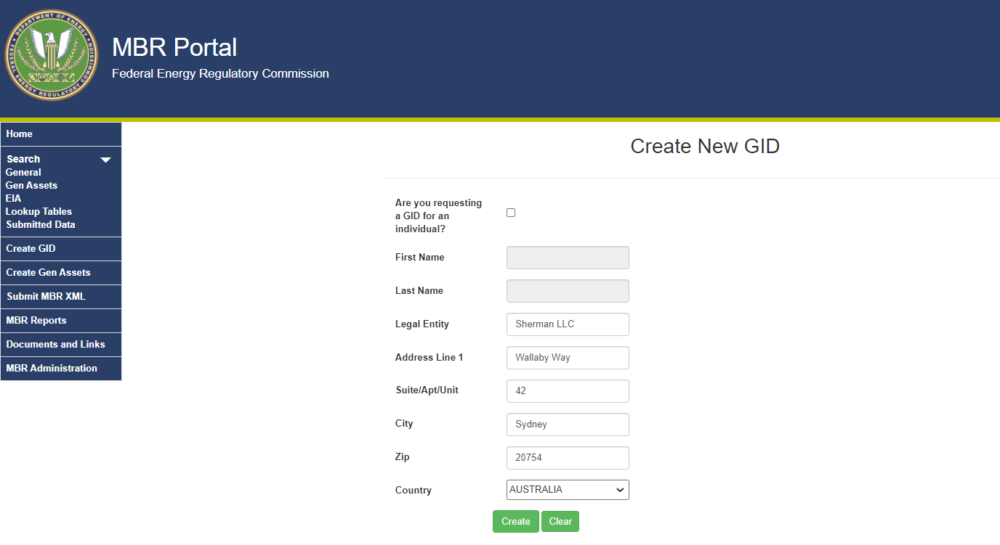 DEPARTMENT OF ENERGY
FEDERAL ENERGY REGULATORY COMMISSION
MBR Portal
Federal Energy Regulatory Commission
Home
Search
General
Gen Assets
EIA
Lookup Tables
Submitted Data
Create GID
Create Gen Assets
Submit MBR XML
MBR Reports
Documents and Links
MBR Administration
Create New GID
Are you requesting
a GID for an
individual?
First Name
Last Name
Legal Entity Sherman LLC
Address Line 1 Wallaby Way
Suite/Apt/Unit 42
City Sydney
Zip 20754
Country AUSTRALIA
Create Clear